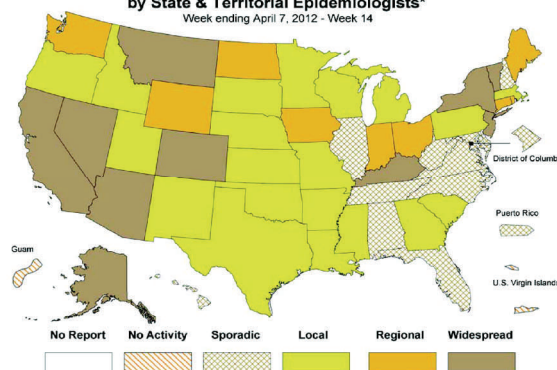 by State & Territorial Epidemiologists*
Week ending April 7, 2012 - Week 14
District of Columb
Puerto Rico
Guam
U.S. Virgin Islands
No Report
No Activity
Sporadic
Local
Regional
Widespread